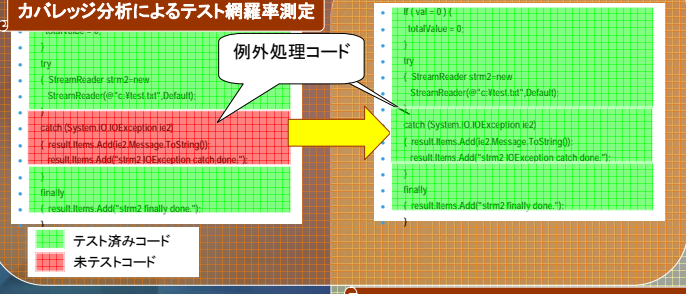 カバレッジ分析によるテスト網羅率測定
totalValue = 0;
}
try
{ StreamReader strm2=new
StreamReader(@"c:¥test.txt",Default);
}
catch (System.IO.IOException ie2)
{ result.Items.Add(ie2.Message.ToString());
result.Items.Add("strm2 IOException catch done.");
}
finally
{ result.Items.Add("strm2 finally done.");
}
テスト済みコード
未テストコード
例外処理コード
If ( val = 0 ) {
totalValue = 0;
}
try
{ StreamReader strm2=new
StreamReader(@"c:¥test.txt",Default);
}
catch (System.IO.IOException ie2)
{ result.Items.Add(ie2.Message.ToString());
result.Items.Add("strm2 IOException catch done.");
}
finally
{ result.Items.Add("strm2 finally done.");
}